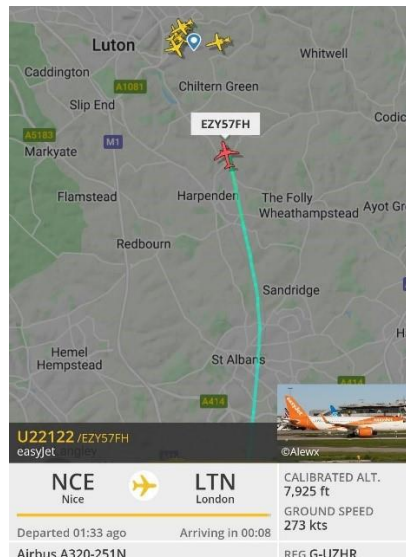 Luton
Whitwell
Caddington
A1081
Chiltern Green
Slip End
Codic
EZY57FH
A5183
M1
Markyate
Flamstead
Harpenden
The Folly
Wheathampstead
Ayot Gr
Redbourn
Sandridge
Hemel
Hempstead
St Albans
A414
A414
U22122 /EZY57FH
easyJet
©Alewx
NCE
Nice
LTN
London
CALIBRATED ALT.
7,925 ft
GROUND SPEED
273 kts
Departed 01:33 ago
Arriving in 00:08
Airbus A320-251N
REG G-UZHR